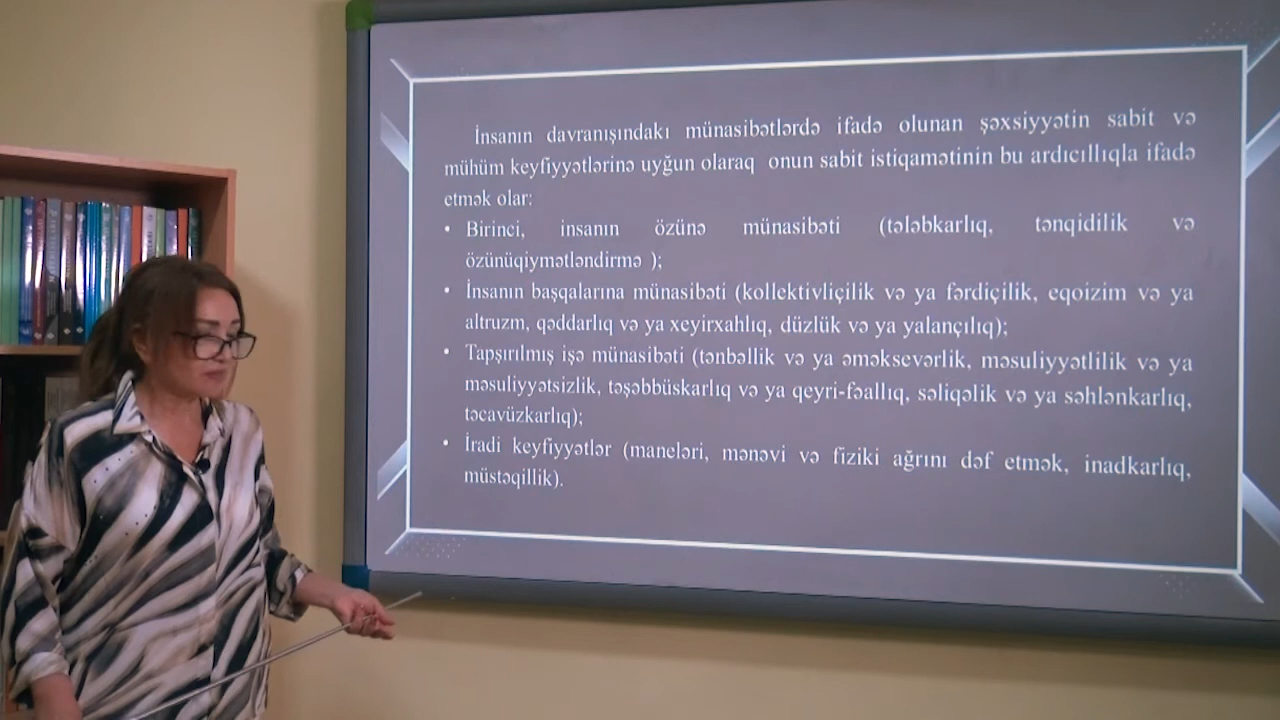 İnsanın davranışındakı münasibətlərdə ifadə olunan şəxsiyyətin sabit və
mühüm keyfiyyətlərinə uyğun olaraq onun sabit istiqamətinin bu ardıcıllıqla ifadə
etmək olar:
• Birinci, insanın özünə münasibəti (tələbkarlıq, tənqidilik və
özünüqiymətləndirmə );
• İnsanın başqalarına münasibəti (kollektivliçilik və ya fərdiçilik, eqoizim və ya
altruzm, qəddarlıq və ya xeyirxahlıq, düzlük və ya yalançılıq);
• Tapşırılmış işə münasibəti (tənbəllik və ya əməksevərlik, məsuliyyətlilik və ya
məsuliyyətsizlik, təşəbbüskarlıq və ya qeyri-fəallıq, səliqəlik və ya səhlənkarlıq,
təcavüzkarlıq);
• İradi keyfiyyətlər (maneləri, mənəvi və fiziki ağrını dəf etmək, inadkarlıq,
müstəqillik).